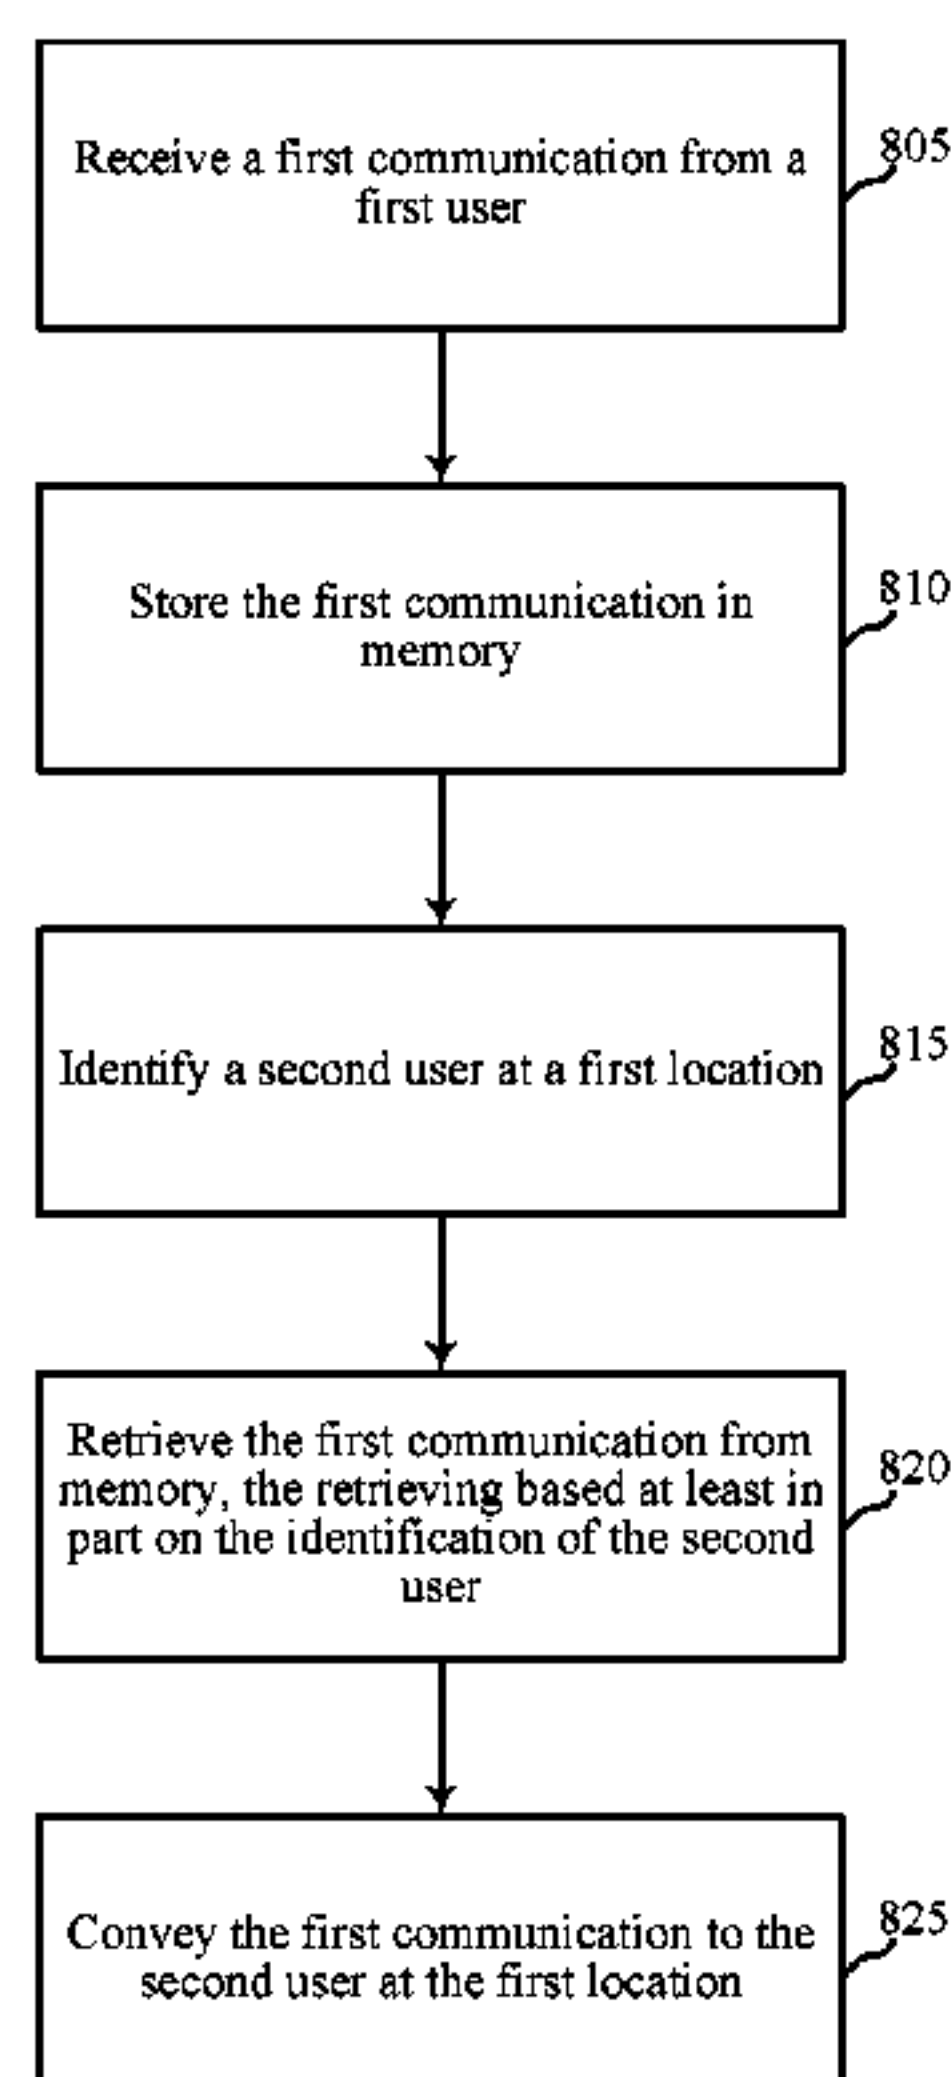 Receive a first communication from a
first user
805
Store the first communication in
memory
810
Identify a second user at a first location
815
Retrieve the first communication from
memory, the retrieving based at least in
part on the identification of the second
user
820
Convey the first communication to the
second user at the first location
825